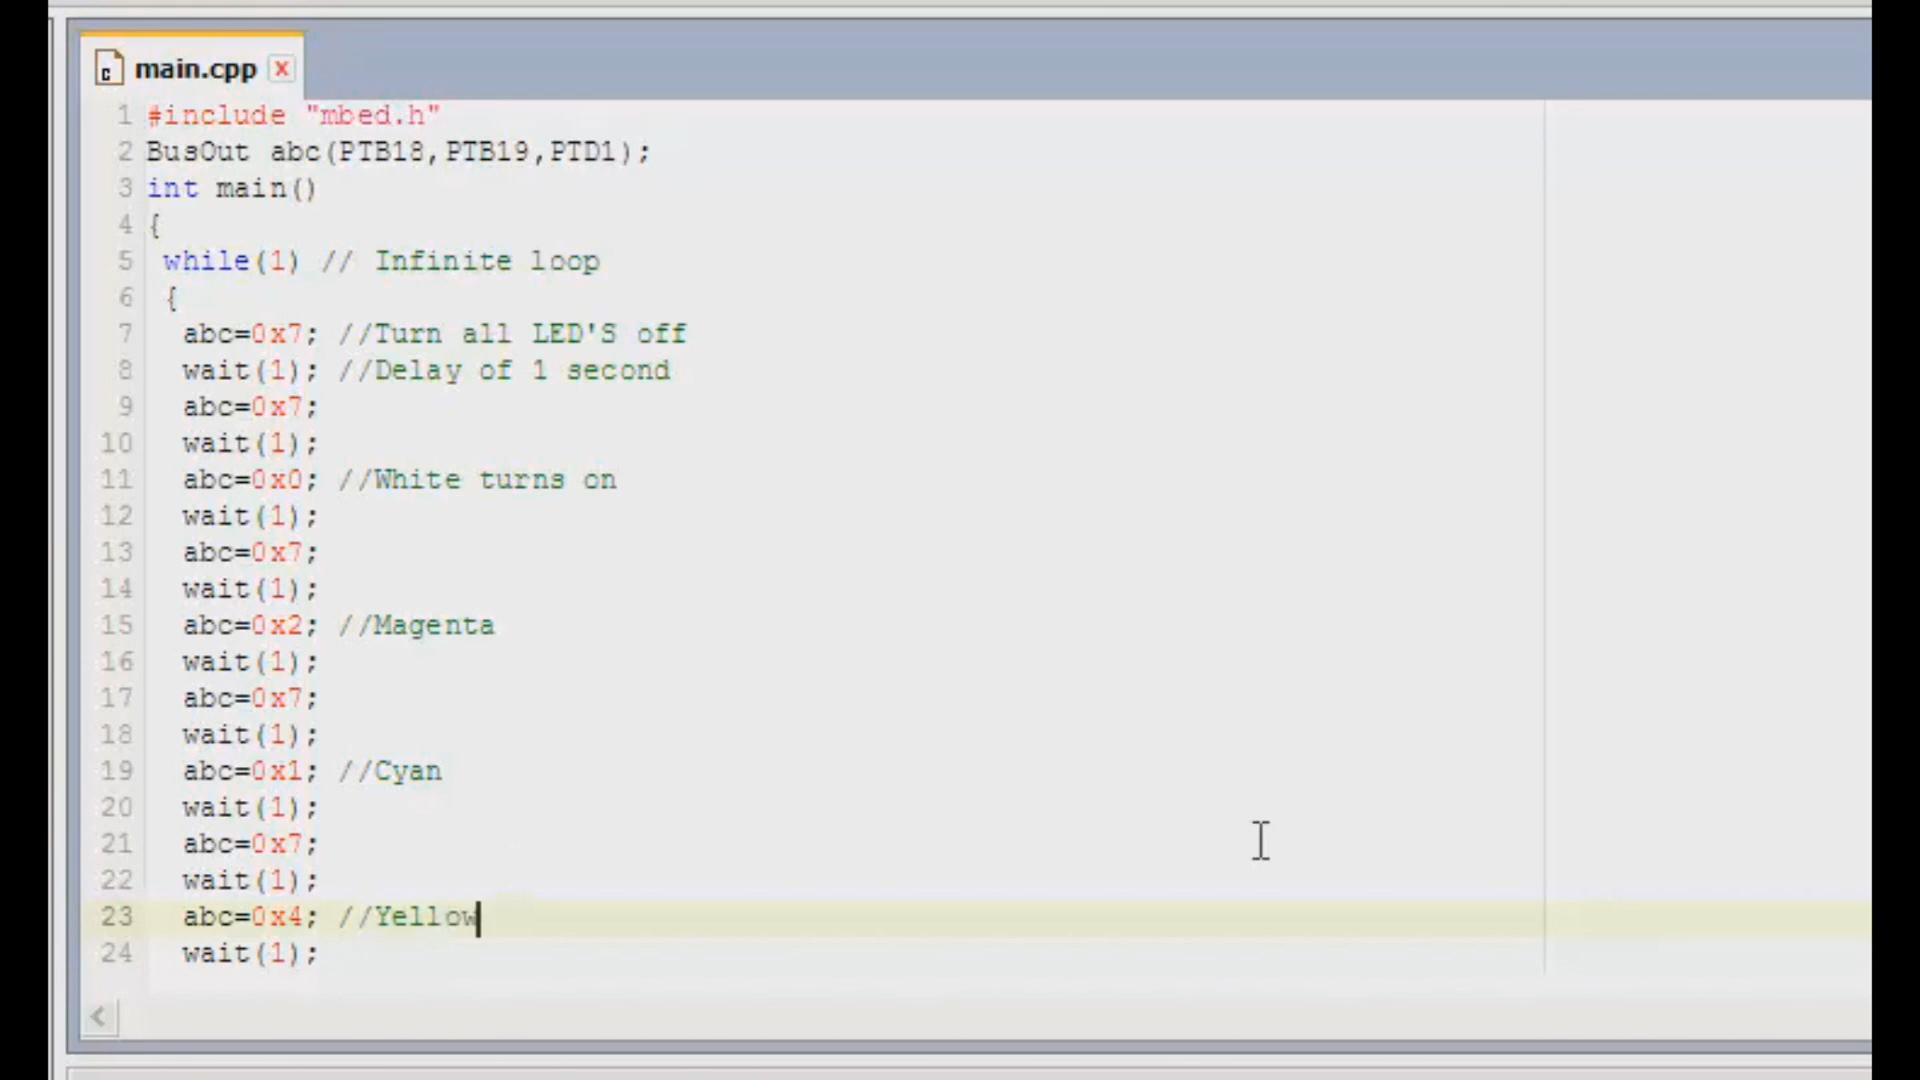 main.cpp x
1 #include "mbed.h"
2 BusOut abc(PTB18,PTB19,PTD1);
3 int main()
4 {
5 while(1) // Infinite loop
6 {
7 abc=0x7; //Turn all LED'S off
8 wait(1); //Delay of 1 second
9 abc=0x7;
10 wait(1);
11 abc=0x0; //White turns on
12 wait(1);
13 abc=0x7;
14 wait(1);
15 abc=0x2; //Magenta
16 wait(1);
17 abc=0x7;
18 wait(1);
19 abc=0x1; //Cyan
20 wait(1);
21 abc=0x7;
22 wait(1);
23 abc=0x4; //Yellow
24 wait(1);